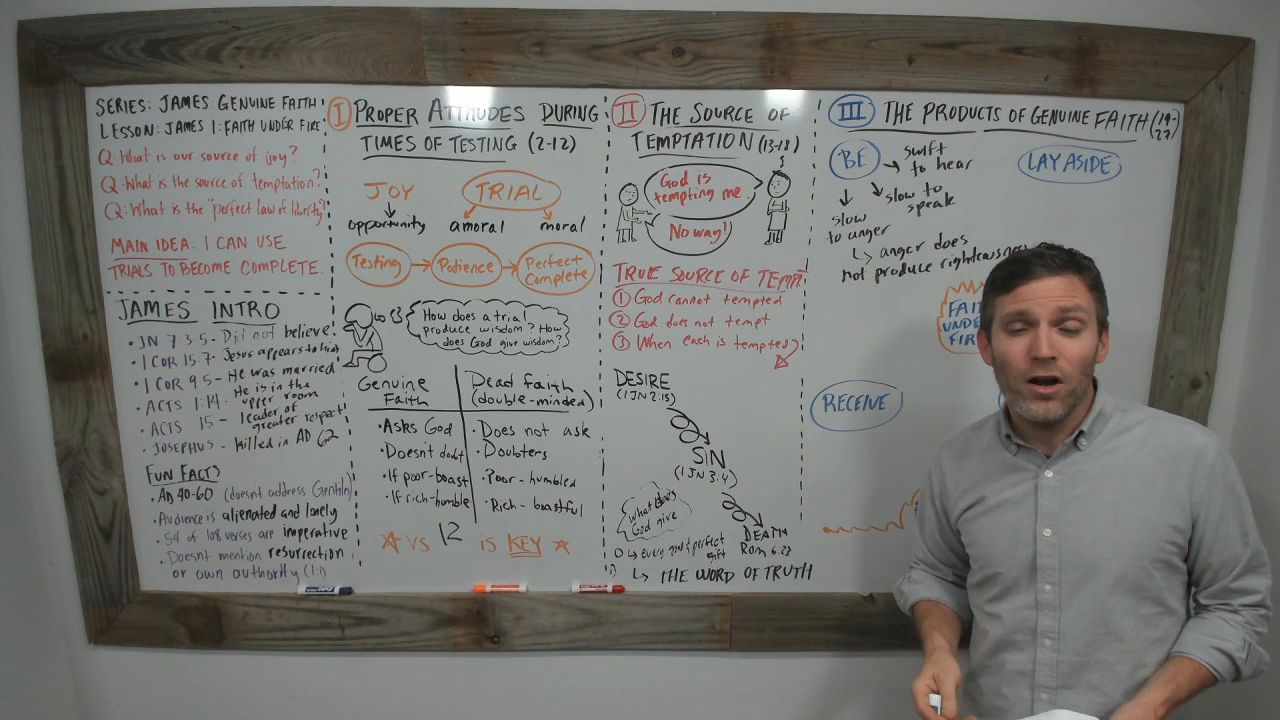 SERIES: JAMES: GENUINE FAITH
LESSON: JAMES 1: FAITH UNDER FIRE
Q: What is our source of joy?
Q: What is the source of temptation?
Q: What is the "perfect law of liberty?"
MAIN IDEA: I CAN USE
TRIALS TO BECOME COMPLETE.
JAMES INTRO
• JN 7:3-5 - Did not believe!
• I COR 15:7 - Jesus appears to him
• I COR 9:5 - He was married
• ACTS 1:14 - He is in the
upper room
• ACTS 15 - leader of
greater respect!
• JOSEPHUS - killed in AD 62
FUN FACTS
• AD 40-60 (doesn't address Gentiln)
• Audience is alienated and lonely
• 54 of 108 verses are imperative
• Doesn't mention resurrection
or own authority (1:1)
I PROPER ATTITUDES DURING
TIMES OF TESTING (2-12)
JOY TRIAL
opportunity amoral moral
Testing Patience Perfect
Complete
How does a trial
produce wisdom? How
does God give wisdom?
Genuine
Faith
• Asks God
• Doesn't doubt
• If poor-boast
• If rich-humble
Dead Faith
(double-minded)
• Does not ask
• Doubters
• Poor - humbled
• Rich - boastful
VS 12 is KEY
II THE SOURCE OF
TEMPTATION (13-18)
God is
tempting me.
No way!
TRUE SOURCE OF TEMPT
1 God cannot tempted
2 God does not tempt
3 When each is tempted
DESIRE
(1 JN 2:15)
SIN
(1 JN 3:4)
DEATH
Rom 6:23
What does
God give
every good & perfect
gift
THE WORD OF TRUTH
III THE PRODUCTS OF GENUINE FAITH (19-
27)
BE
swift
to hear
slow to
speak
slow
to anger
anger does
not produce righteousness
LAY ASIDE
UNDE
FIR
RECEIVE